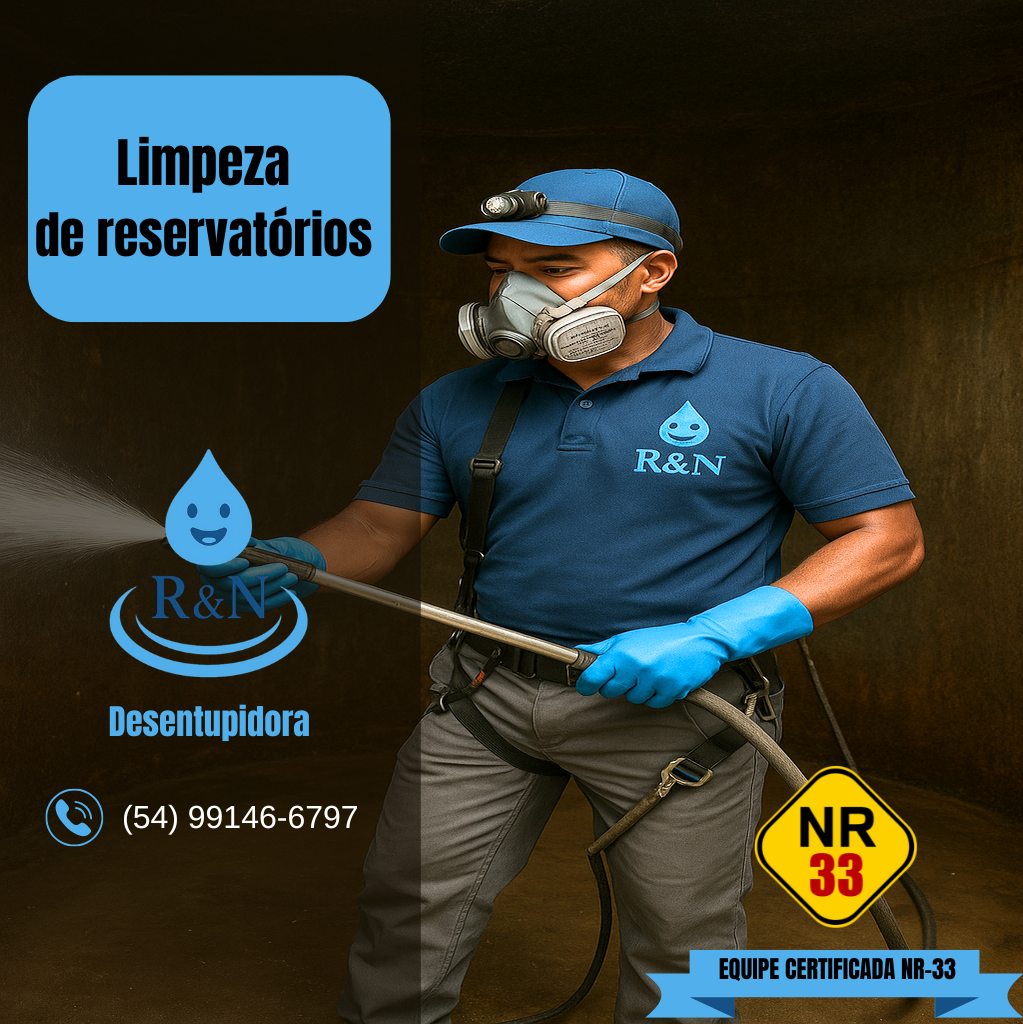 Limpeza
de reservatórios
R&N
R&N
Desentupidora
(54) 99146-6797
NR
33
EQUIPE CERTIFICADA NR-33